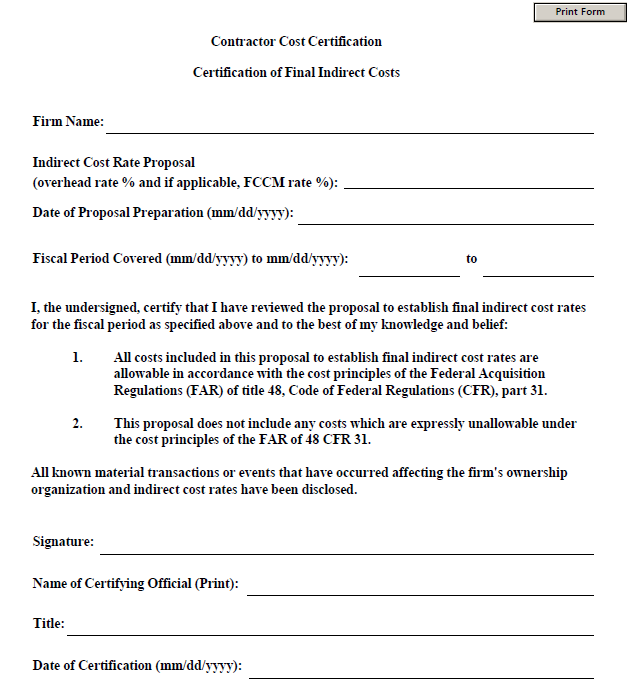 Print Form
Contractor Cost Certification
Certification of Final Indirect Costs
Firm Name:
Indirect Cost Rate Proposal
(overhead rate % and if applicable, FCCM rate %):
Date of Proposal Preparation (mm/dd/yyyy):
Fiscal Period Covered (mm/dd/yyyy) to mm/dd/yyyy): to
I, the undersigned, certify that I have reviewed the proposal to establish final indirect cost rates
for the fiscal period as specified above and to the best of my knowledge and belief:
1. All costs included in this proposal to establish final indirect cost rates are
allowable in accordance with the cost principles of the Federal Acquisition
Regulations (FAR) of title 48, Code of Federal Regulations (CFR), part 31.
2. This proposal does not include any costs which are expressly unallowable under
the cost principles of the FAR of 48 CFR 31.
All known material transactions or events that have occurred affecting the firm's ownership
organization and indirect cost rates have been disclosed.
Signature:
Name of Certifying Official (Print):
Title:
Date of Certification (mm/dd/yyyy):